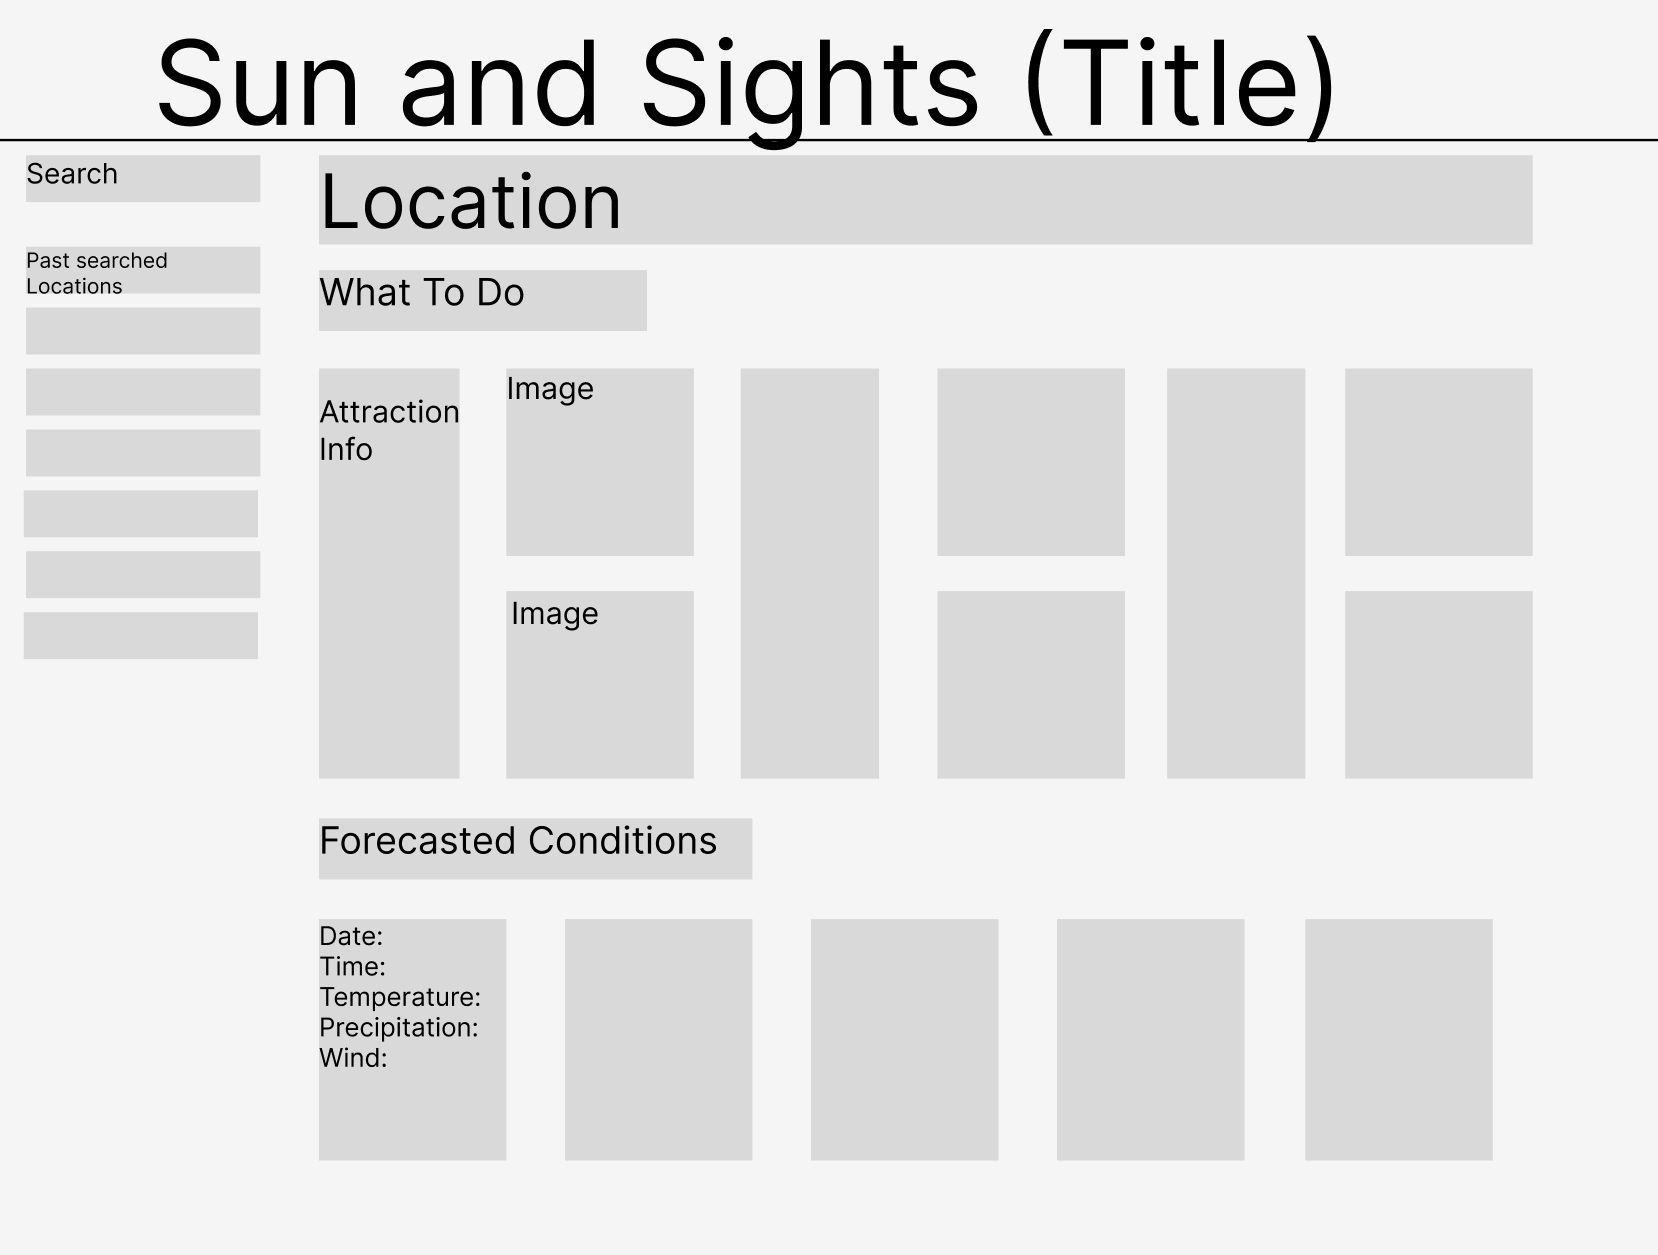 Sun and Sights (Title)
Search
Past searched
Locations
Location
What To Do
Attraction
Info
Image
Image
Forecasted Conditions
Date:
Time:
Temperature:
Precipitation:
Wind: